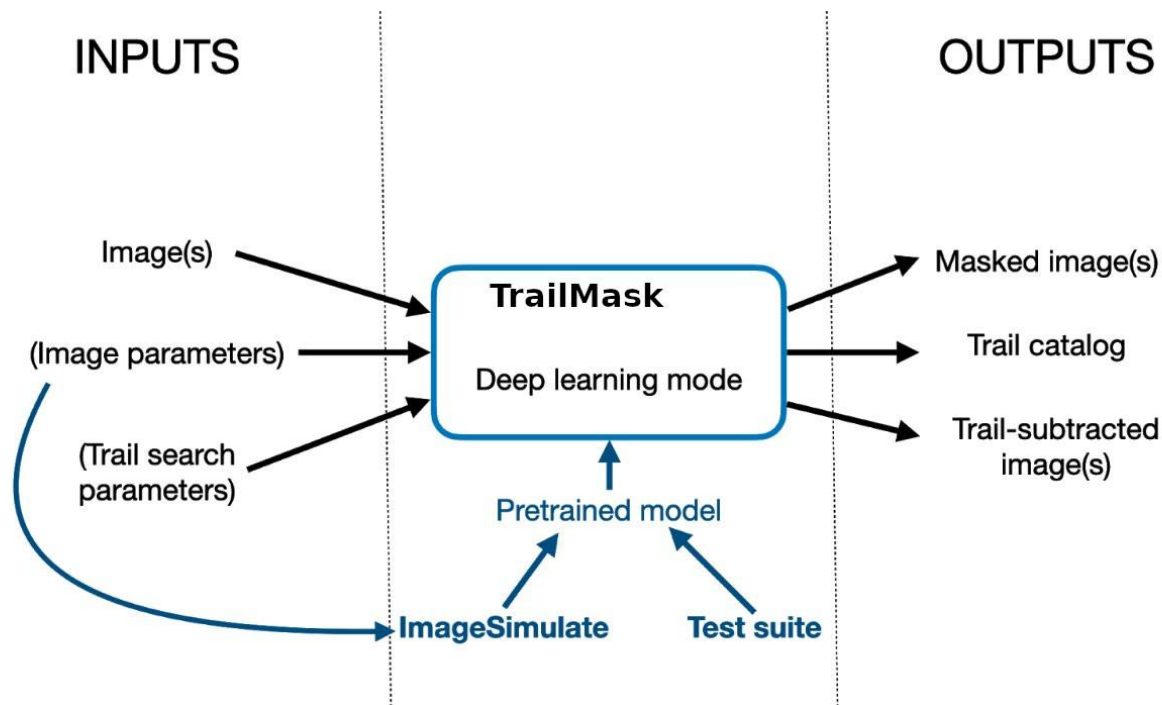 INPUTS
OUTPUTS
Image(s)
(Image parameters)
(Trail search
parameters)
TrailMask
Deep learning mode
Pretrained model
ImageSimulate
Test suite
Masked image(s)
Trail catalog
Trail-subtracted
image(s)